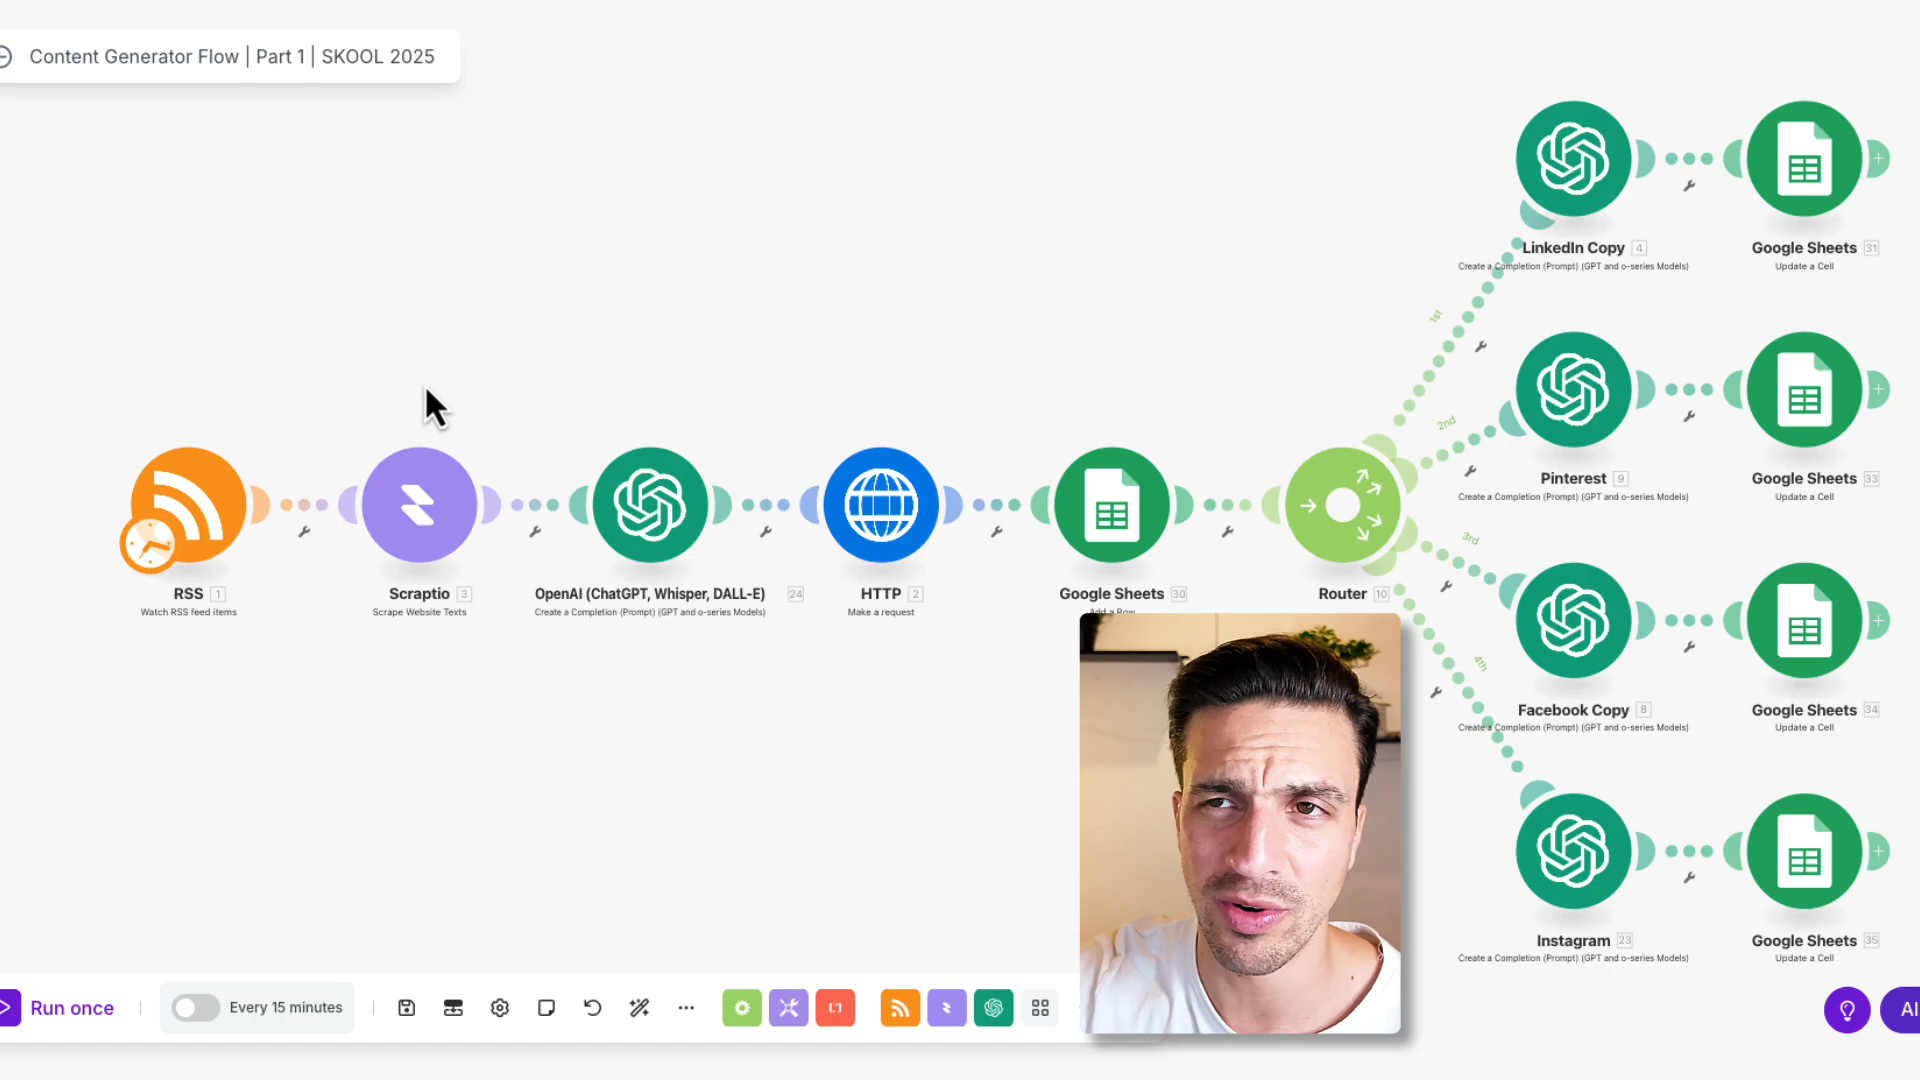 Content Generator Flow | Part 1 | SKOOL 2025
LinkedIn Copy 4
Create a Completion (Prompt) (GPT and o-series Models)
Google Sheets 31
Update a Cell
1st
Pinterest 9
Create a Completion (Prompt) (GPT and o-series Models)
Google Sheets 33
Update a Cell
2nd
RSS 1
Watch RSS feed items
Scraptio 3
Scrape Website Texts
OpenAI (ChatGPT, Whisper, DALL-E) 24
Create a Completion (Prompt) (GPT and o-series Models)
HTTP 2
Make a request
Google Sheets 30
Add a Row
Router 10
3rd
Facebook Copy 8
Create a Completion (Prompt) (GPT and o-series Models)
Google Sheets 34
Update a Cell
4th
Instagram 23
Create a Completion (Prompt) (GPT and o-series Models)
Google Sheets 35
Update a Cell
Run once
Every 15 minutes
AI